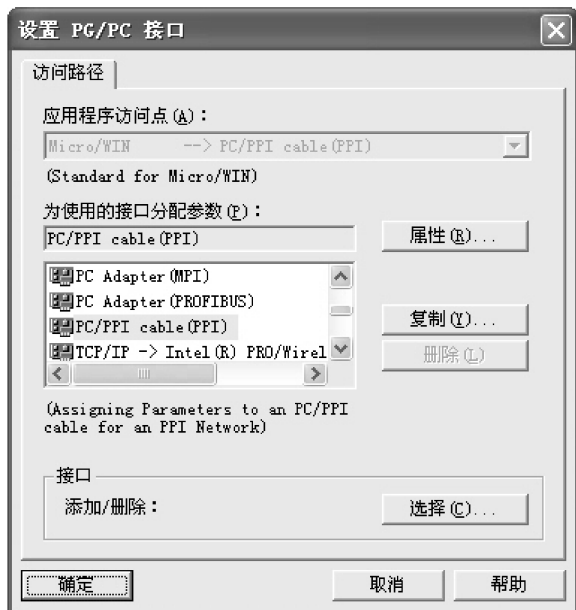 设置 PG/PC 接口
访问路径
应用程序访问点(A)：
Micro/WIN --> PC/PPI cable(PPI)
(Standard for Micro/WIN)
为使用的接口分配参数(P)：
PC/PPI cable(PPI)
属性(R)...
PC Adapter(MPI)
PC Adapter(PROFIBUS)
PC/PPI cable(PPI)
TCP/IP -> Intel(R) PRO/Wirel
复制(Y)...
删除(L)
(Assigning Parameters to an PC/PPI
cable for an PPI Network)
接口
添加/删除：
选择(C)...
确定
取消
帮助